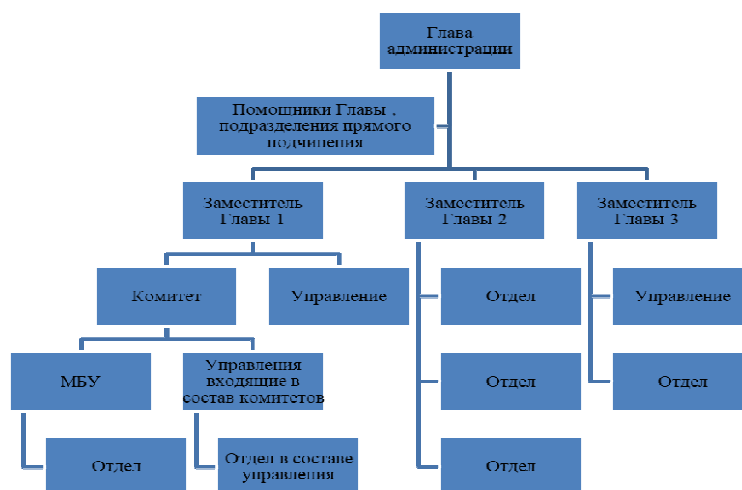 Глава
администрации
Помощники Главы ,
подразделения прямого
подчинения
Заместитель
Главы 1
Заместитель
Главы 2
Заместитель
Главы 3
Комитет
Управление
Отдел
Управление
МБУ
Управления
входящие в
состав комитетов
Отдел
Отдел
Отдел
Отдел в составе
управления
Отдел